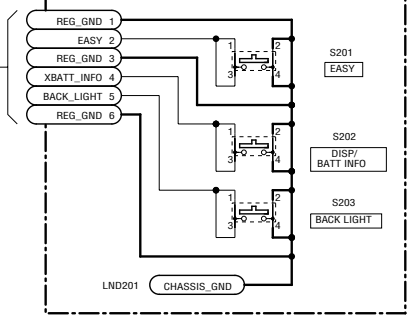 REG_GND 1
EASY 2
REG_GND 3
XBATT_INFO 4
BACK_LIGHT 5
REG_GND 6
1 2
3 4
S201
EASY
1 2
3 4
S202
DISP/
BATT INFO
1 2
3 4
S203
BACK LIGHT
LND201 CHASSIS_GND